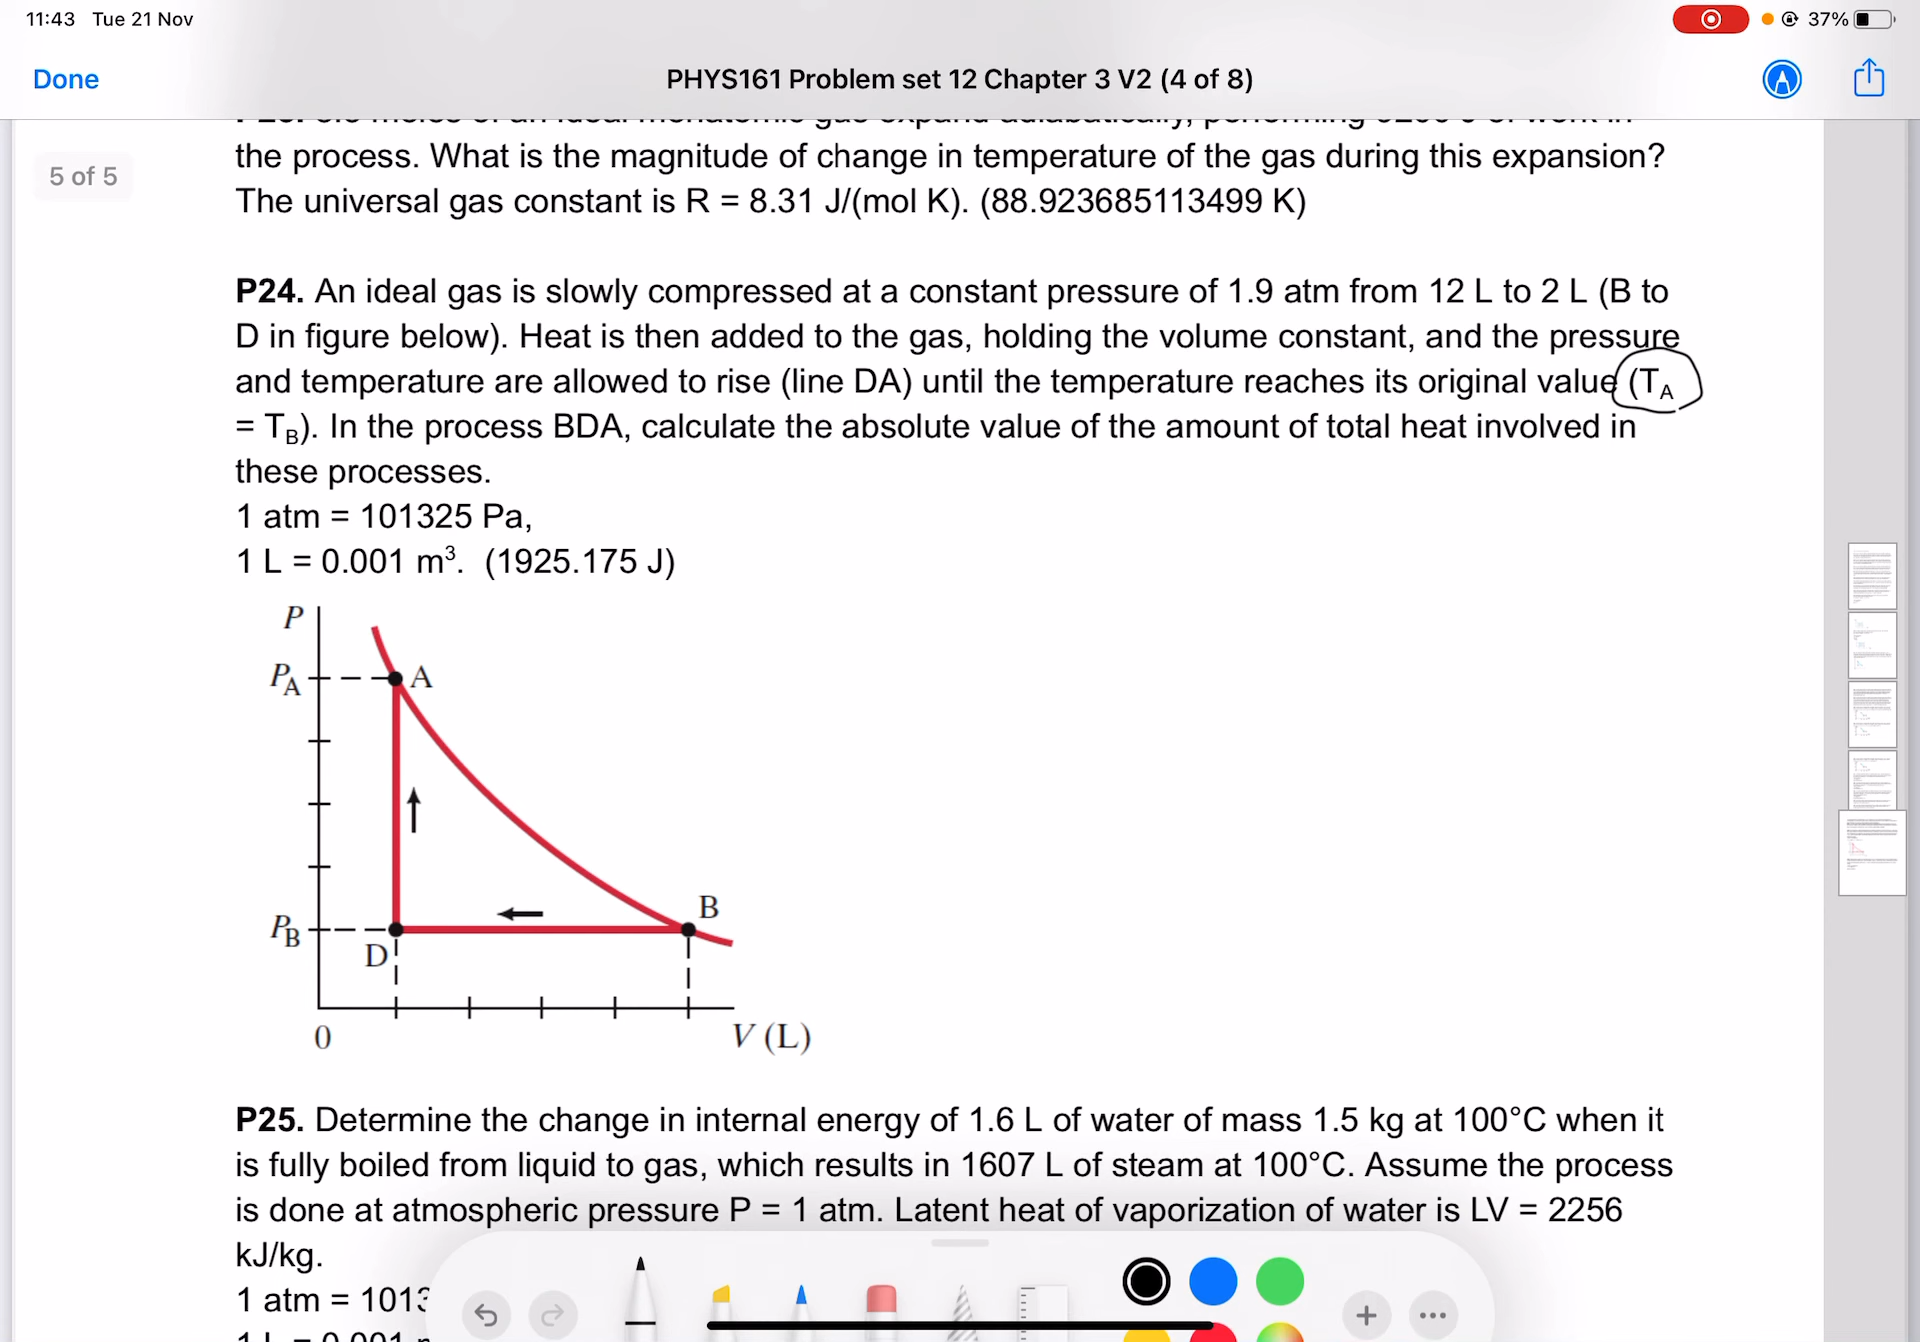 11:43 Tue 21 Nov
37%
Done
PHYS161 Problem set 12 Chapter 3 V2 (4 of 8)
5 of 5
the process. What is the magnitude of change in temperature of the gas during this expansion?
The universal gas constant is R = 8.31 J/(mol K). (88.923685113499 K)
P24. An ideal gas is slowly compressed at a constant pressure of 1.9 atm from 12 L to 2 L (B to
D in figure below). Heat is then added to the gas, holding the volume constant, and the pressure
and temperature are allowed to rise (line DA) until the temperature reaches its original value (T_A
= T_B). In the process BDA, calculate the absolute value of the amount of total heat involved in
these processes.
1 atm = 101325 Pa,
1 L = 0.001 m³. (1925.175 J)
P
P_A
A
P_B
B
D
0
V (L)
P25. Determine the change in internal energy of 1.6 L of water of mass 1.5 kg at 100°C when it
is fully boiled from liquid to gas, which results in 1607 L of steam at 100°C. Assume the process
is done at atmospheric pressure P = 1 atm. Latent heat of vaporization of water is LV = 2256
kJ/kg.
1 atm = 1013